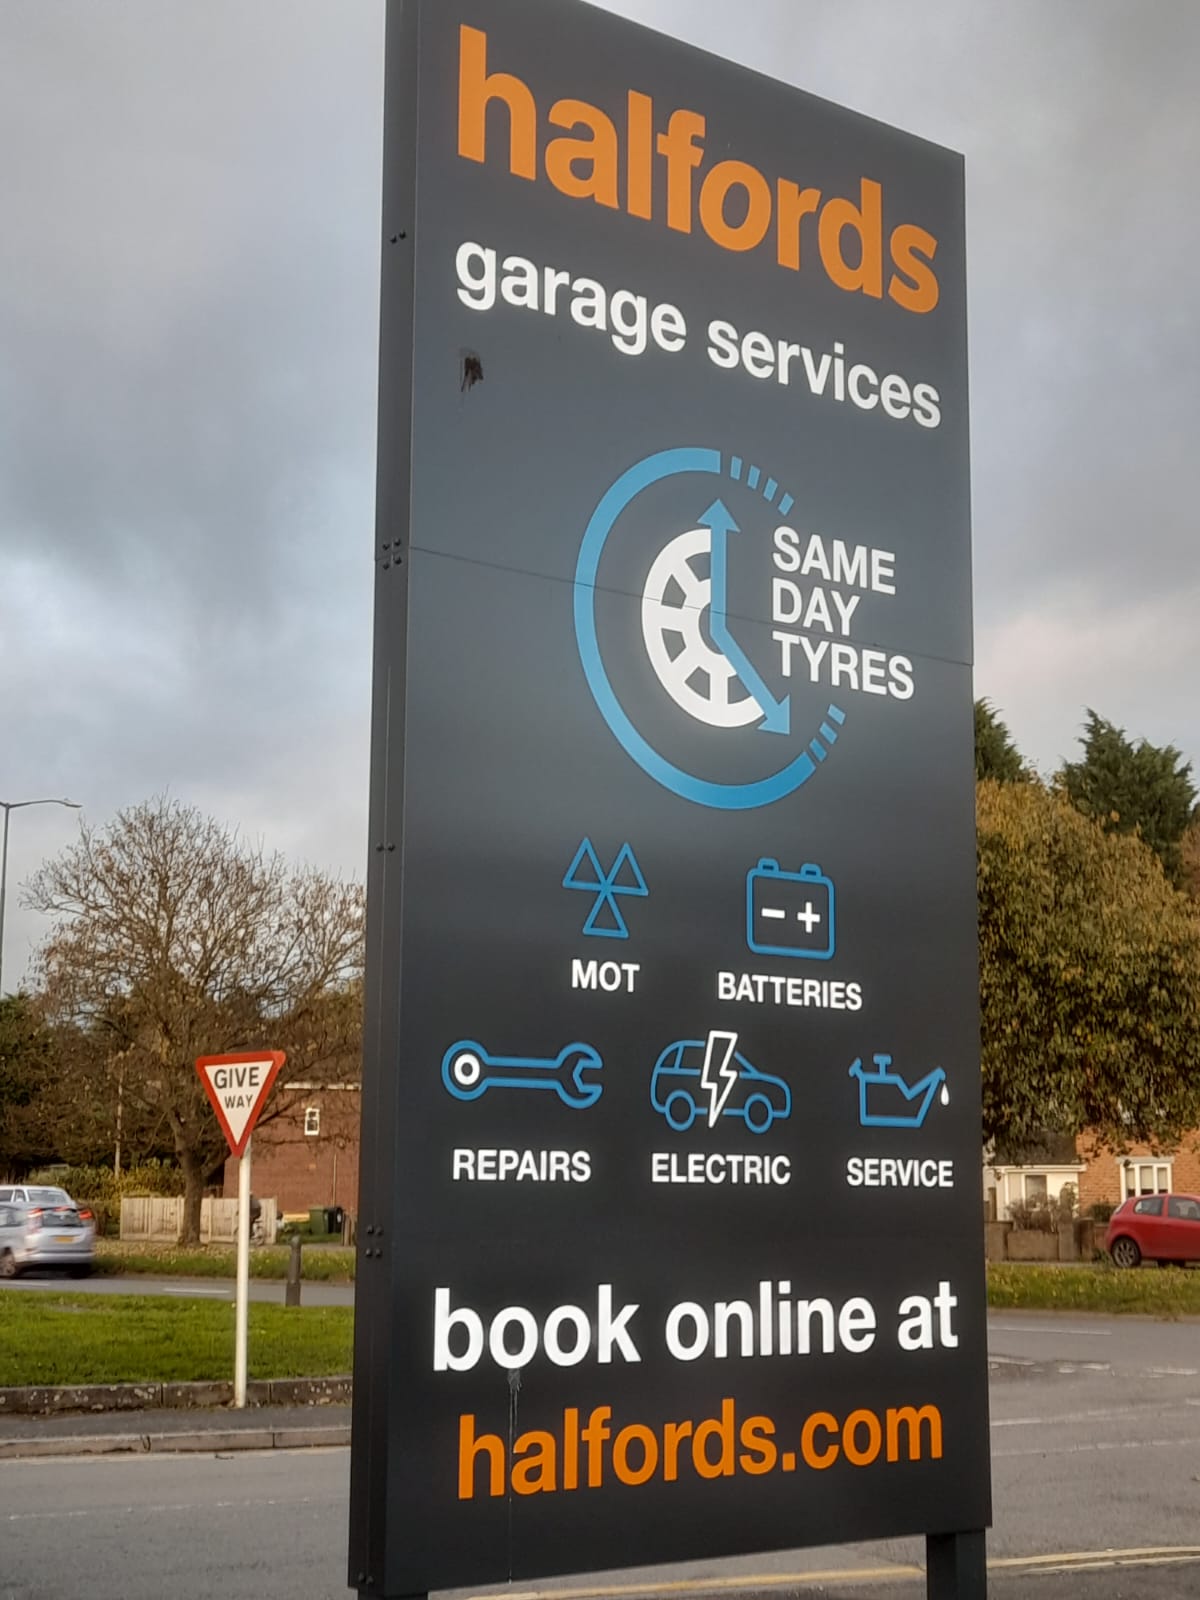 halfords
garage services
SAME
DAY
TYRES
MOT
BATTERIES
- +
REPAIRS
ELECTRIC
SERVICE
book online at
halfords.com
GIVE
WAY